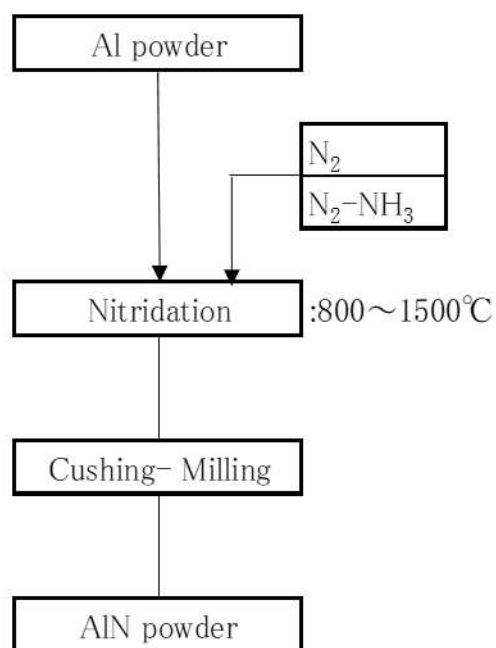 Al powder
N₂
N₂-NH₃
Nitridation
:800～1500℃
Cushing- Milling
AlN powder